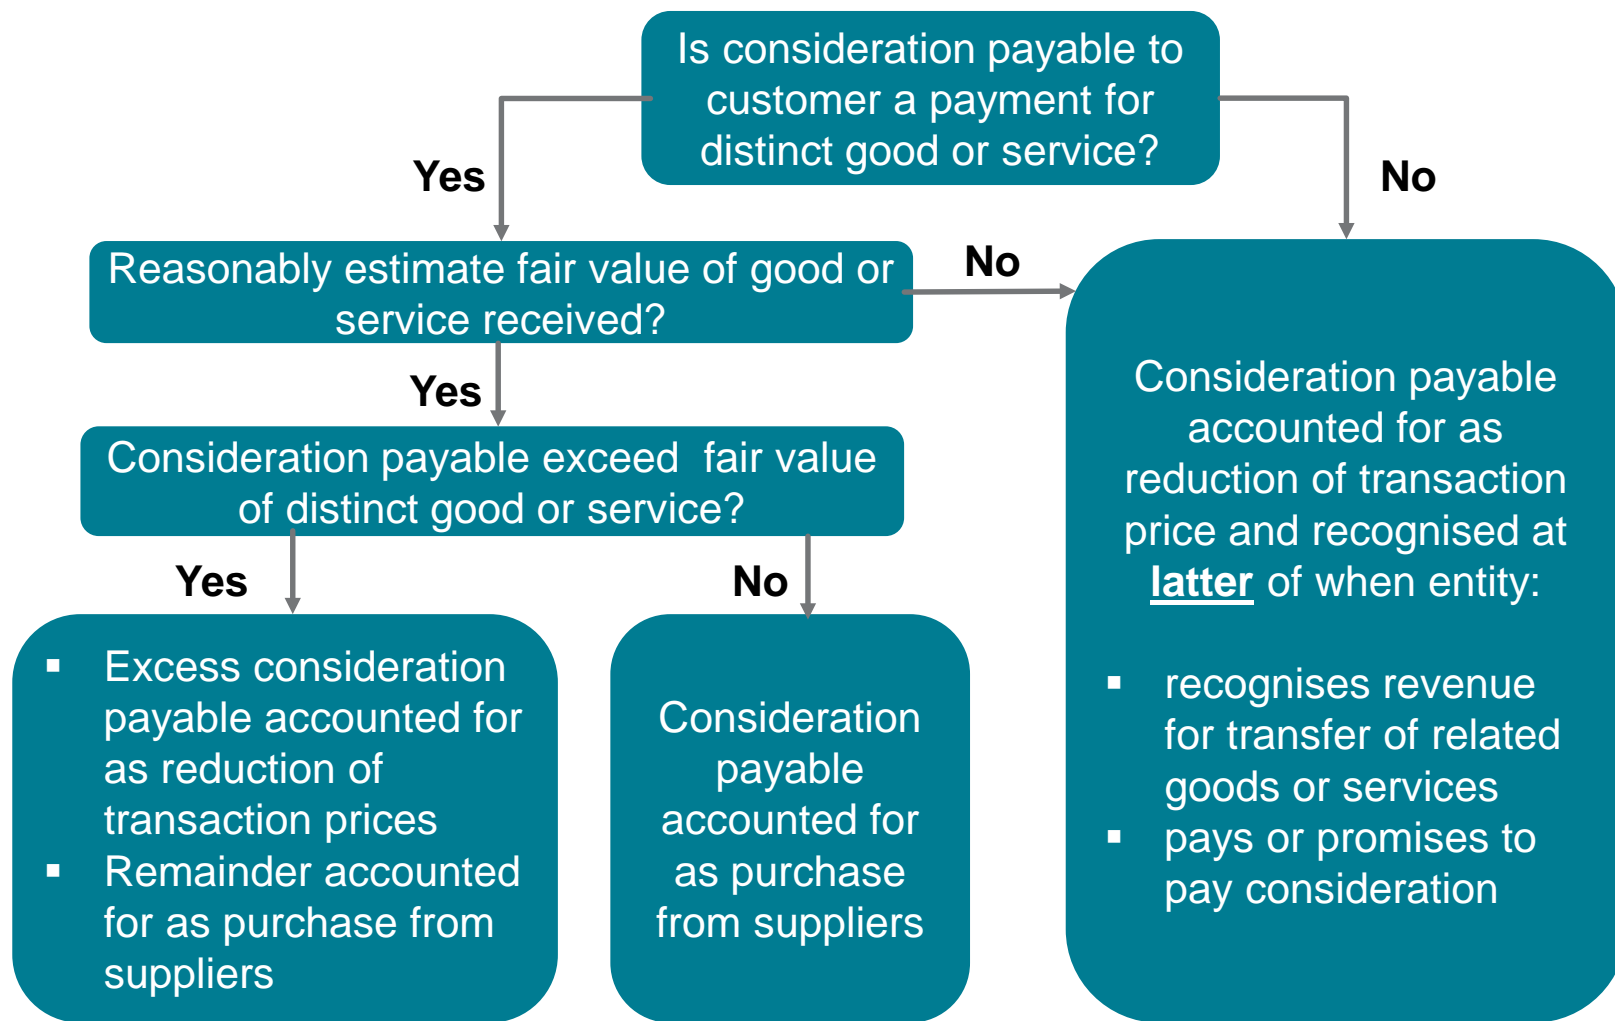 Is consideration payable to
customer a payment for
distinct good or service?
Yes
No
Reasonably estimate fair value of good or
service received?
No
Yes
Consideration payable exceed  fair value
of distinct good or service?
Yes
No
▪ Excess consideration
payable accounted for
as reduction of
transaction prices
▪ Remainder accounted
for as purchase from
suppliers
Consideration
payable
accounted for
as purchase
from suppliers
Consideration payable
accounted for as
reduction of transaction
price and recognised at
latter of when entity:
▪ recognises revenue
for transfer of related
goods or services
▪ pays or promises to
pay consideration